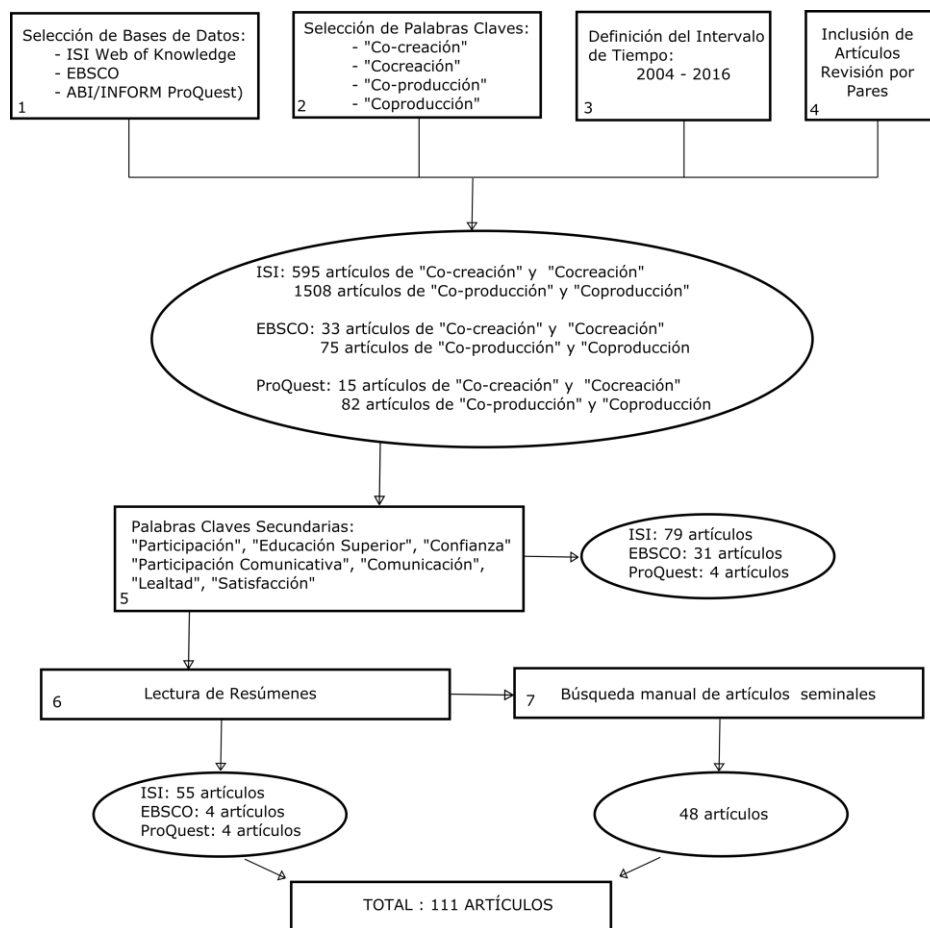 Selección de Bases de Datos:
- ISI Web of Knowledge
- EBSCO
- ABI/INFORM ProQuest)
1
Selección de Palabras Claves:
- "Co-creación"
- "Cocreación"
- "Co-producción"
- "Coproducción"
2
Definición del Intervalo
de Tiempo:
2004 - 2016
3
Inclusión de
Artículos
Revisión por
Pares
4
ISI: 595 artículos de "Co-creación" y "Cocreación"
1508 artículos de "Co-producción" y "Coproducción"
EBSCO: 33 artículos de "Co-creación" y "Cocreación"
75 artículos de "Co-producción" y "Coproducción
ProQuest: 15 artículos de "Co-creación" y "Cocreación"
82 artículos de "Co-producción" y "Coproducción
Palabras Claves Secundarias:
"Participación", "Educación Superior", "Confianza"
"Participación Comunicativa", "Comunicación",
"Lealtad", "Satisfacción"
5
ISI: 79 artículos
EBSCO: 31 artículos
ProQuest: 4 artículos
6
Lectura de Resúmenes
7
Búsqueda manual de artículos seminales
ISI: 55 artículos
EBSCO: 4 artículos
ProQuest: 4 artículos
48 artículos
TOTAL : 111 ARTÍCULOS